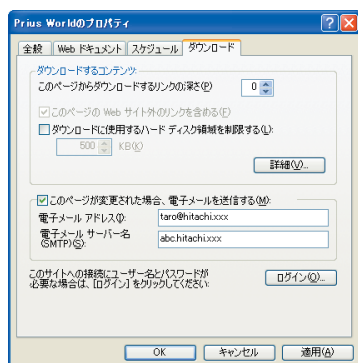 Prius Worldのプロパティ
全般 Web ドキュメント スケジュール ダウンロード
ダウンロードするコンテンツ:
このページからダウンロードするリンクの深さ(P) 0
このページの Web サイト外のリンクを含める(F)
ダウンロードに使用するハード ディスク領域を制限する(L):
500 KB(K)
詳細(V)...
このページが変更された場合、電子メールを送信する(M):
電子メール アドレス(I): taro@hitachi.xxx
電子メール サーバー名
(SMTP)(S): abc.hitachi.xxx
このサイトへの接続にユーザー名とパスワードが
必要な場合は、[ログイン] をクリックしてください:
ログイン(O)...
OK キャンセル 適用(A)